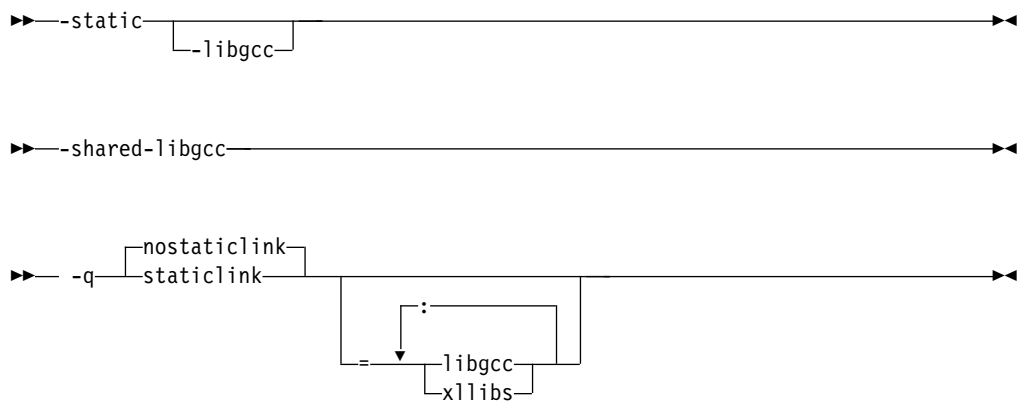 -static
-libgcc
-shared-libgcc
nostaticlink
-q staticlink
:
= libgcc
xllibs